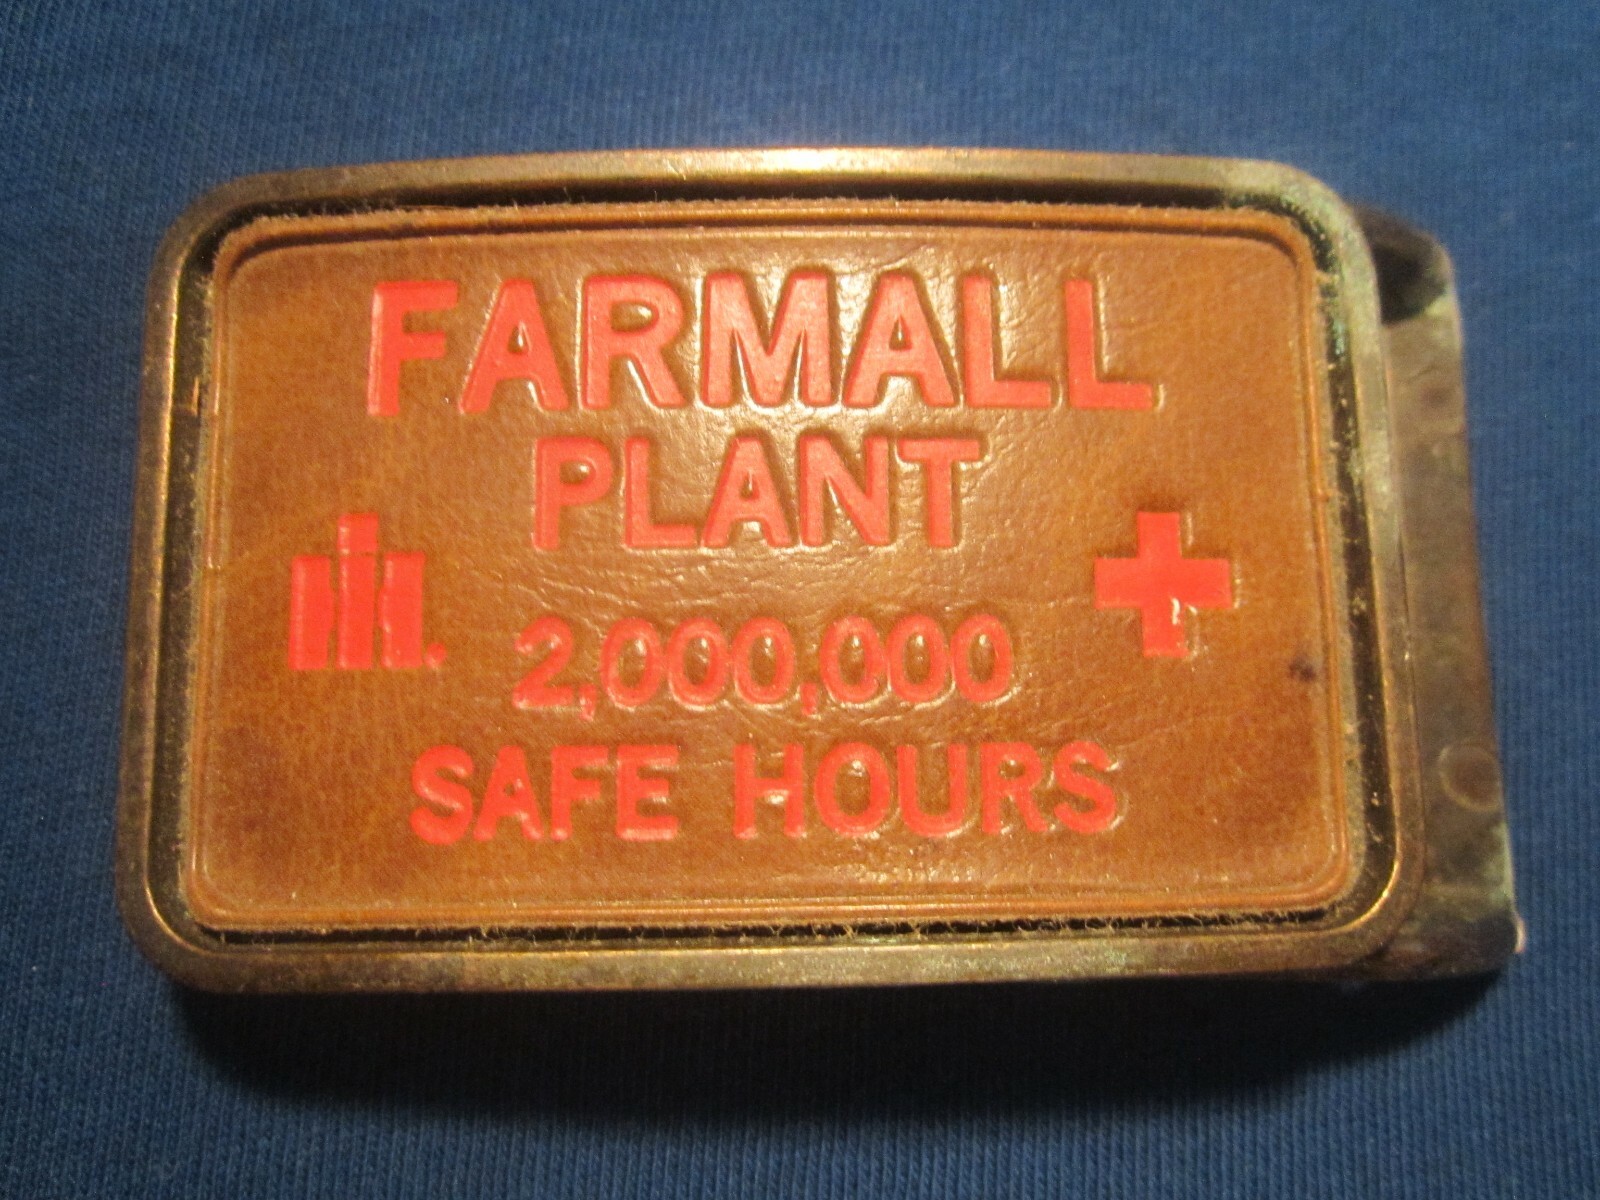 FARMALL
PLANT
2,000,000
SAFE HOURS